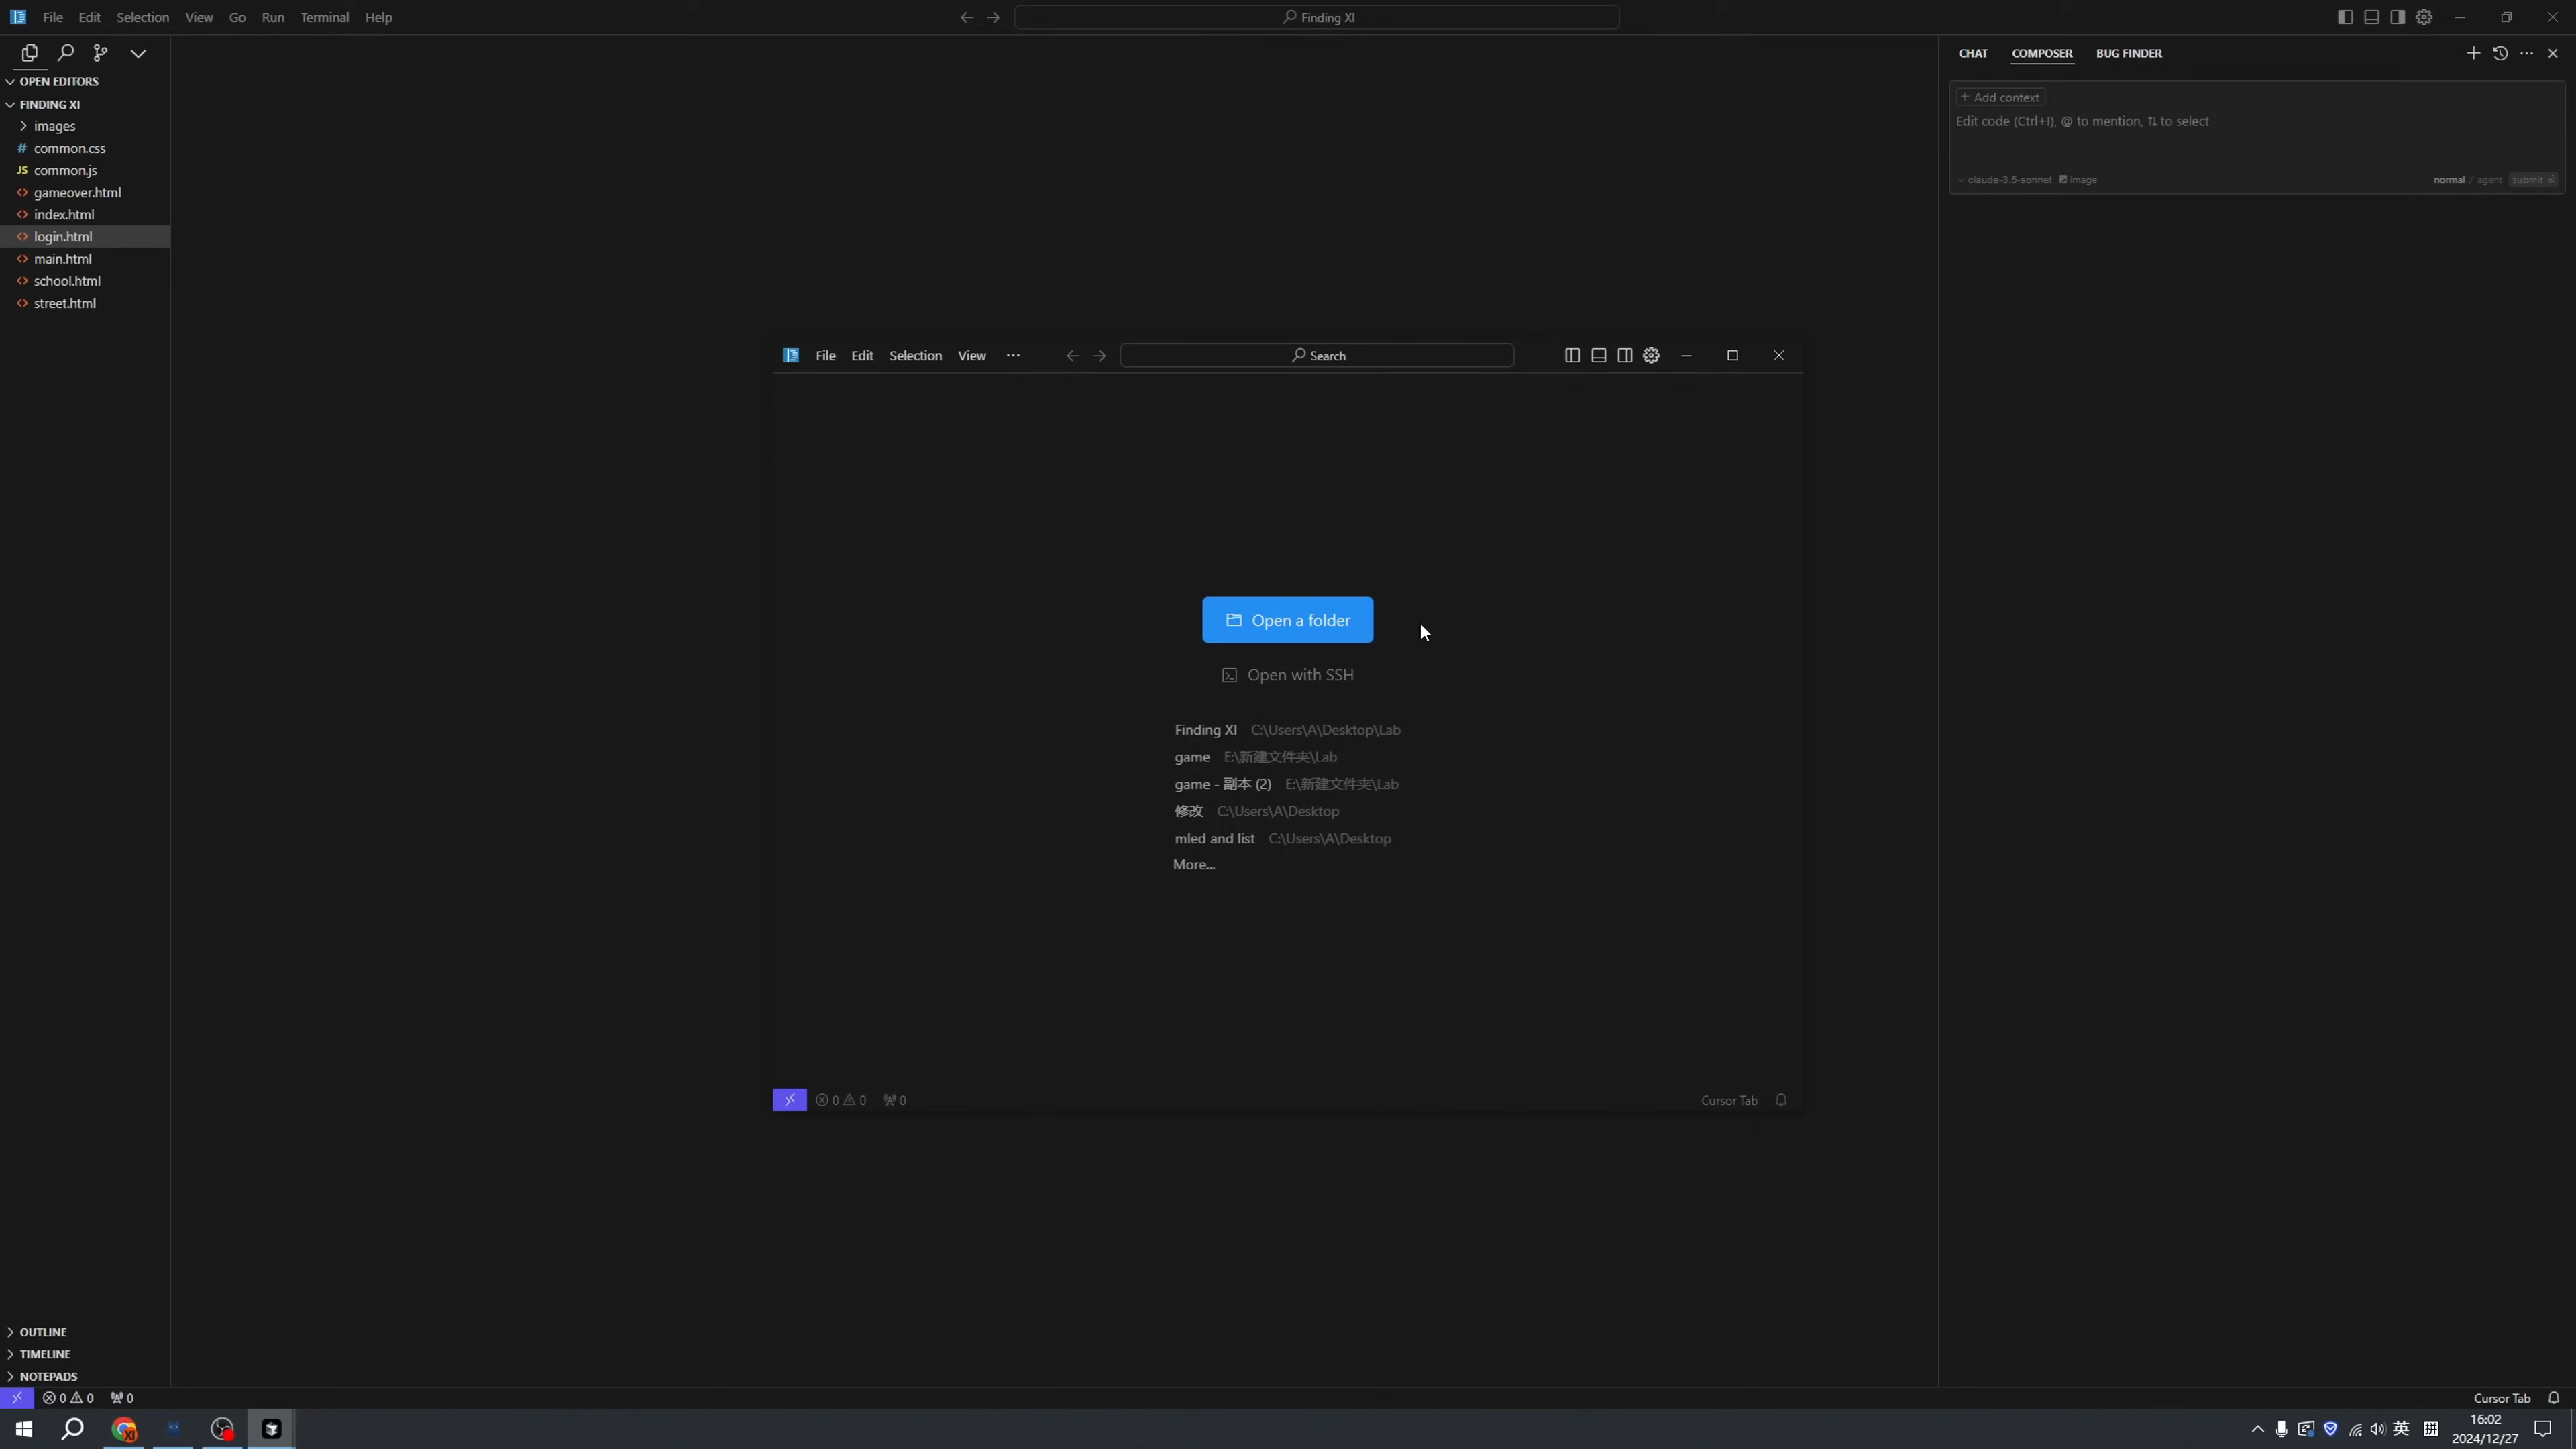 File Edit Selection View Go Run Terminal Help
Finding XI
OPEN EDITORS
FINDING XI
images
# common.css
JS common.js
<> gameover.html
<> index.html
<> login.html
<> main.html
<> school.html
<> street.html
OUTLINE
TIMELINE
NOTEPADS
File Edit Selection View ···
Search
Open a folder
Open with SSH
Finding XI C:\Users\A\Desktop\Lab
game E:\新建文件夹\Lab
game - 副本 (2) E:\新建文件夹\Lab
修改 C:\Users\A\Desktop
mled and list C:\Users\A\Desktop
More...
0 0 0
Cursor Tab
CHAT COMPOSER BUG FINDER
+ Add context
Edit code (Ctrl+I), @ to mention, ⇅ to select
claude-3.5-sonnet image
normal / agent submit
0 0 0
Cursor Tab
XI
英 拼
16:02
2024/12/27